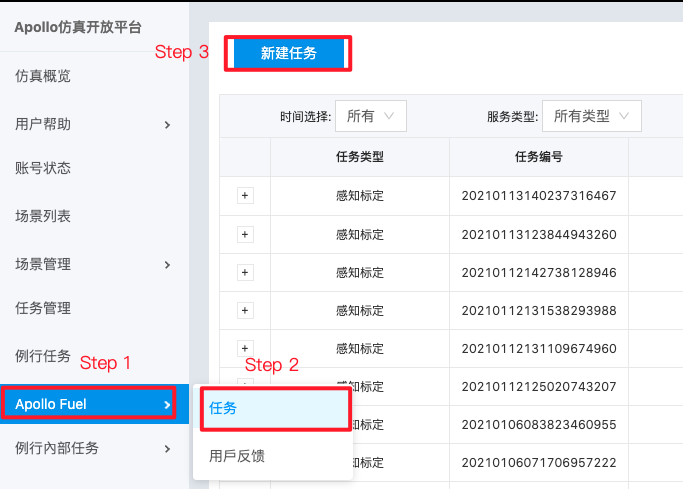 Apollo仿真开放平台
Step 3
新建任务
仿真概览
用户帮助
账号状态
场景列表
场景管理
任务管理
例行任务
Step 1
Apollo Fuel
例行内部任务
Step 2
任务
用戶反馈
时间选择: 所有
服务类型: 所有类型
任务类型 任务编号
+ 感知标定 20210113140237316467
+ 感知标定 20210113123844943260
+ 感知标定 20210112142738128946
+ 感知标定 20210112131538293988
+ 感知标定 20210112131109674960
感知标定 20210112125020743207
知标定 20210106083823460955
知标定 20210106071706957222